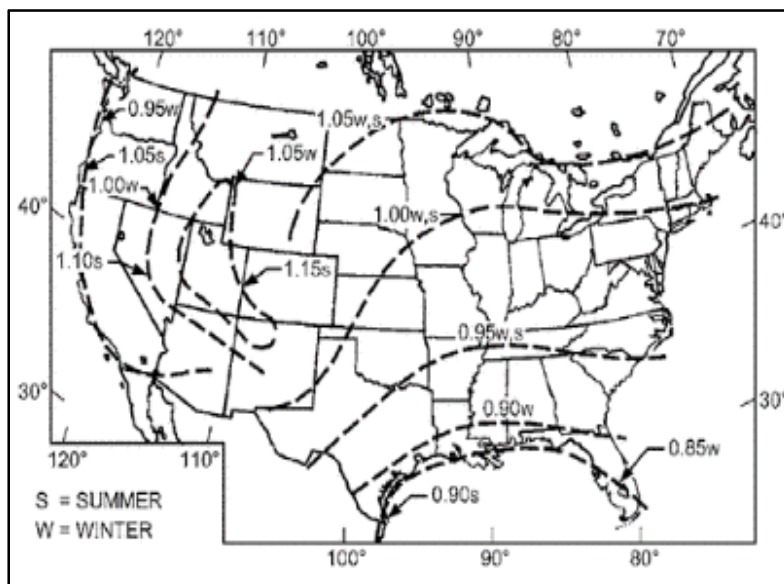 120° 110° 100° 90° 80° 70°
0.95w
1.05w,s
1.05s
1.05w
1.00w
40°
1.00w,s
40°
1.10s
1.15s
0.95w,s
30°
0.90w
30°
0.85w
120° 110°
0.90s
S = SUMMER
W = WINTER
100° 90° 80°